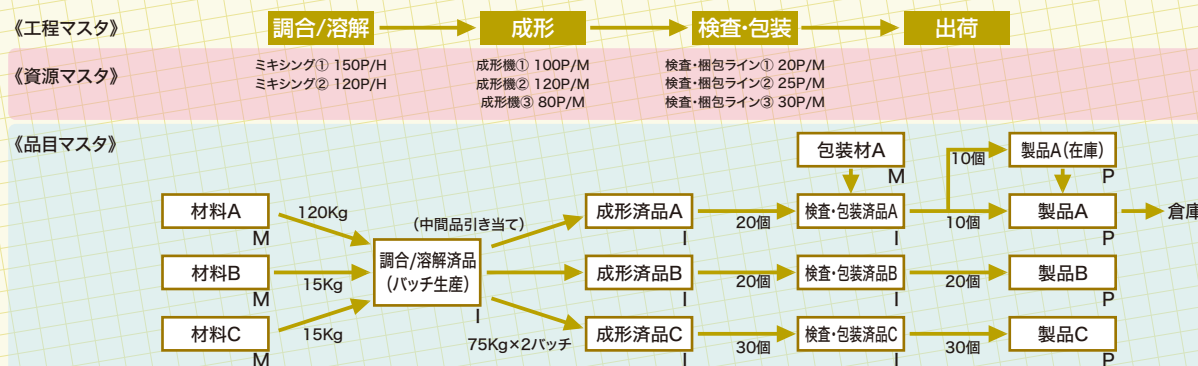 《工程マスタ》
調合/溶解
成形
検査・包装
出荷
《資源マスタ》
ミキシング① 150P/H
ミキシング② 120P/H
成形機① 100P/M
成形機② 120P/M
成形機③ 80P/M
検査・梱包ライン① 20P/M
検査・梱包ライン② 25P/M
検査・梱包ライン③ 30P/M
《品目マスタ》
包装材A
M
10個
製品A(在庫)
P
材料A
M
120Kg
(中間品引き当て)
成形済品A
I
20個
検査・包装済品A
I
10個
製品A
P
倉庫
材料B
M
15Kg
調合/溶解済品
(バッチ生産)
I
成形済品B
I
20個
検査・包装済品B
I
20個
製品B
P
材料C
M
15Kg
75Kg×2バッチ
成形済品C
I
30個
検査・包装済品C
I
30個
製品C
P